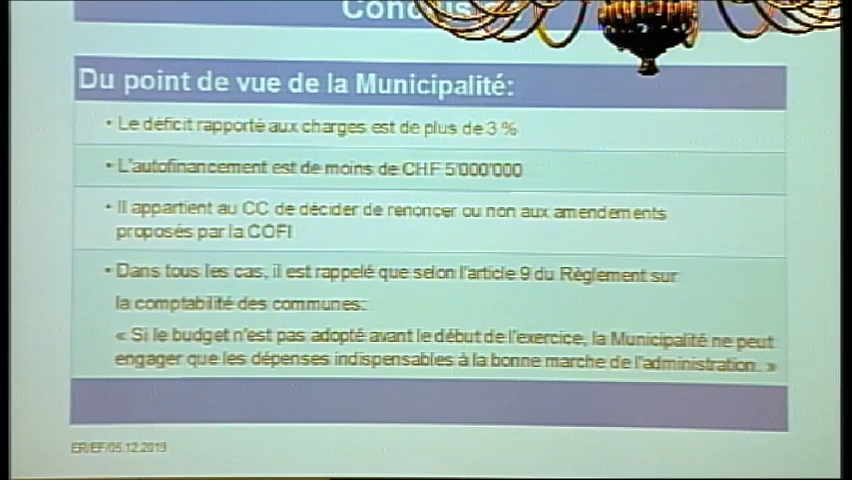 Du point de vue de la Municipalité:
• Le déficit rapporté aux charges est de plus de 3 %
• L'autofinancement est de moins de CHF 5'000'000
• Il appartient au CC de décider de renoncer ou non aux amendements
proposés par la COFI
• Dans tous les cas, il est rappelé que selon l'article 9 du Règlement sur
la comptabilité des communes:
« Si le budget n'est pas adopté avant le début de l'exercice, la Municipalité ne peut
engager que les dépenses indispensables à la bonne marche de l'administration. »
ER/EF/05.12.2019